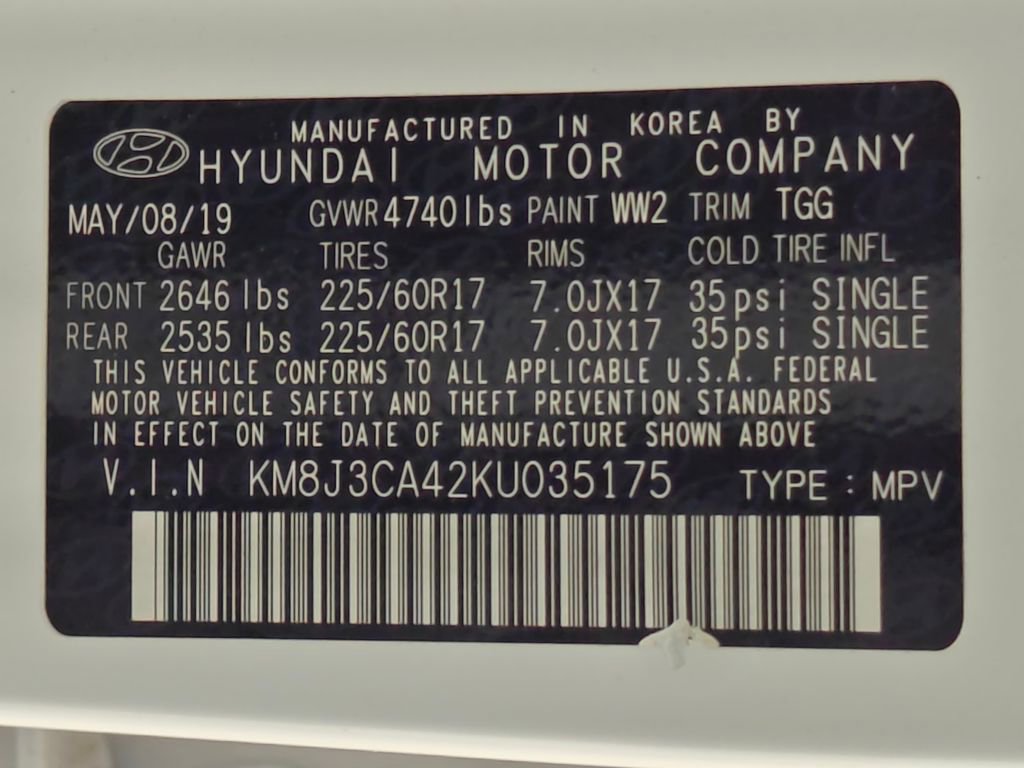 MANUFACTURED IN KOREA BY
HYUNDAI MOTOR COMPANY
MAY/08/19 GVWR 4740lbs PAINT WW2 TRIM TGG
GAWR TIRES RIMS COLD TIRE INFL
FRONT 2646 lbs 225/60R17 7.0JX17 35psi SINGLE
REAR 2535 lbs 225/60R17 7.0JX17 35psi SINGLE
THIS VEHICLE CONFORMS TO ALL APPLICABLE U.S.A. FEDERAL
MOTOR VEHICLE SAFETY AND THEFT PREVENTION STANDARDS
IN EFFECT ON THE DATE OF MANUFACTURE SHOWN ABOVE
V.I.N KM8J3CA42KU035175 TYPE : MPV